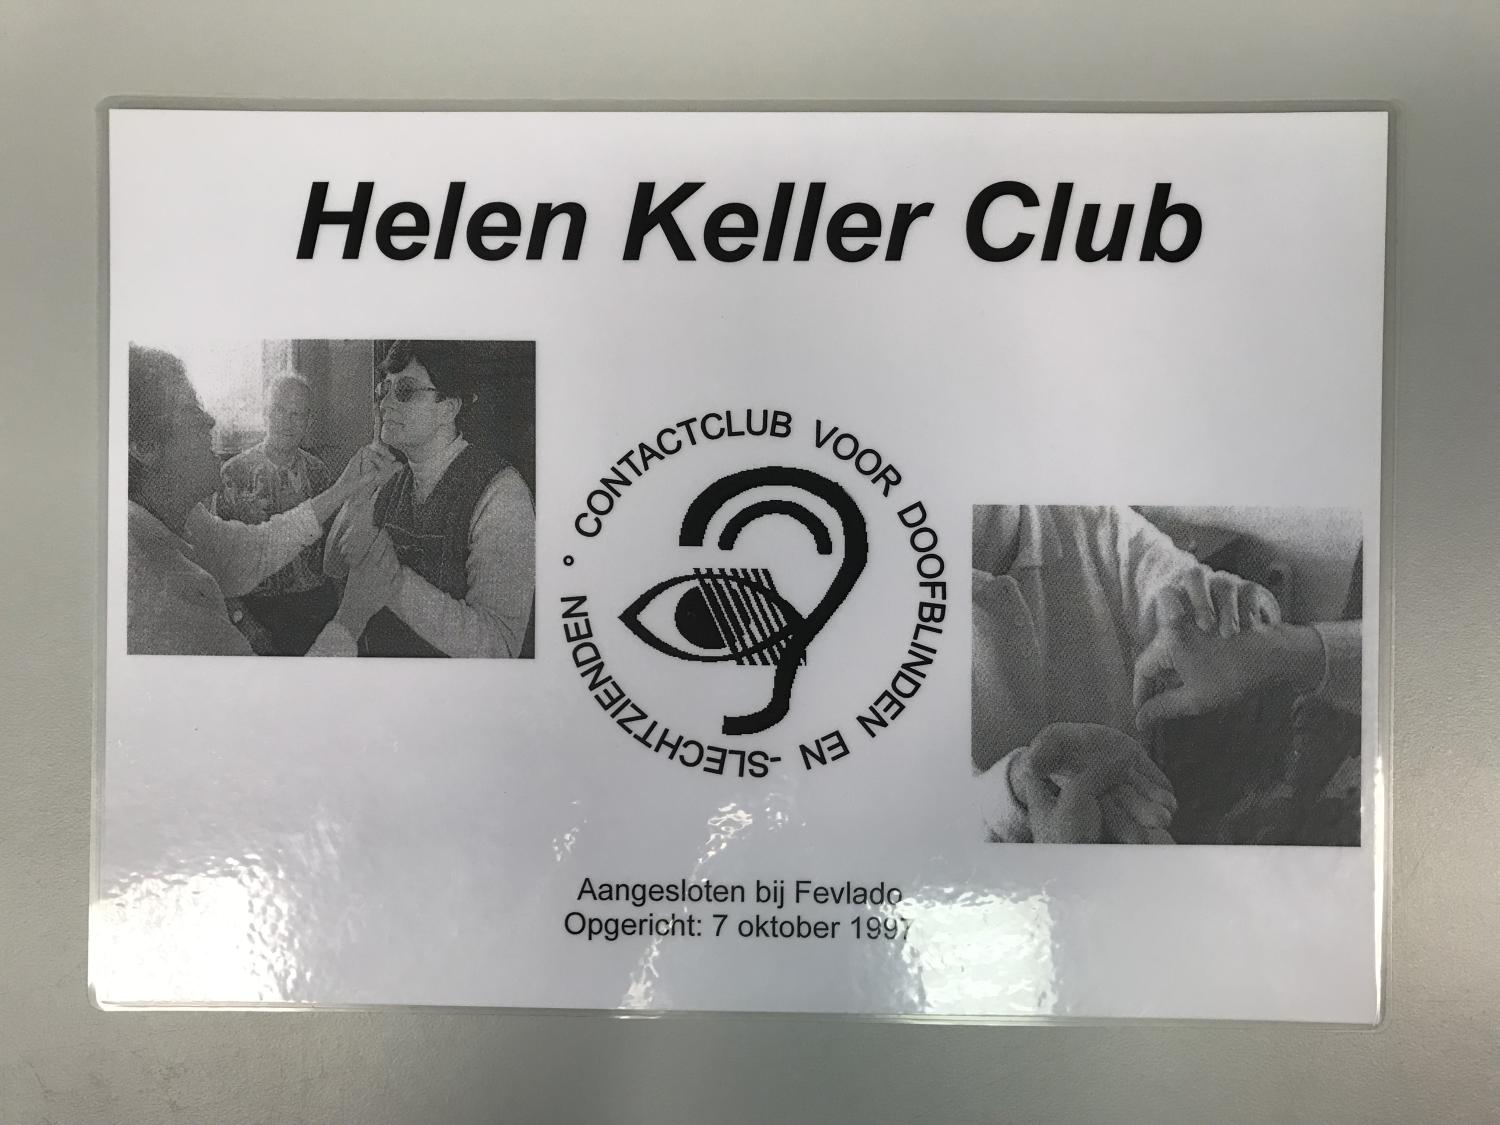 Helen Keller Club
° CONTACTCLUB VOOR DOOFBLINDEN EN -SLECHTZIENDEN
Aangesloten bij Fevlado
Opgericht: 7 oktober 1997